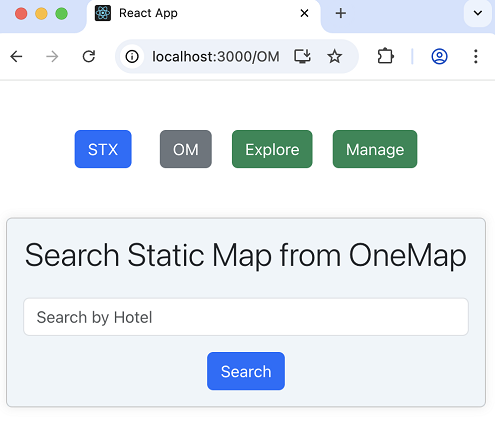 React App
localhost:3000/OM
STX OM Explore Manage
Search Static Map from OneMap
Search by Hotel
Search